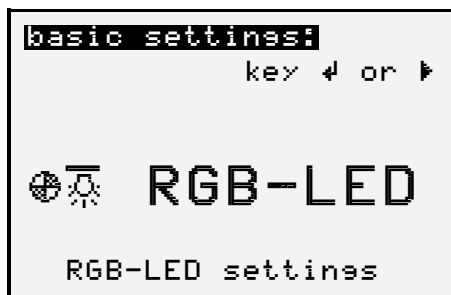 basic settings:
key ↲ or ▶
RGB-LED
RGB-LED settings